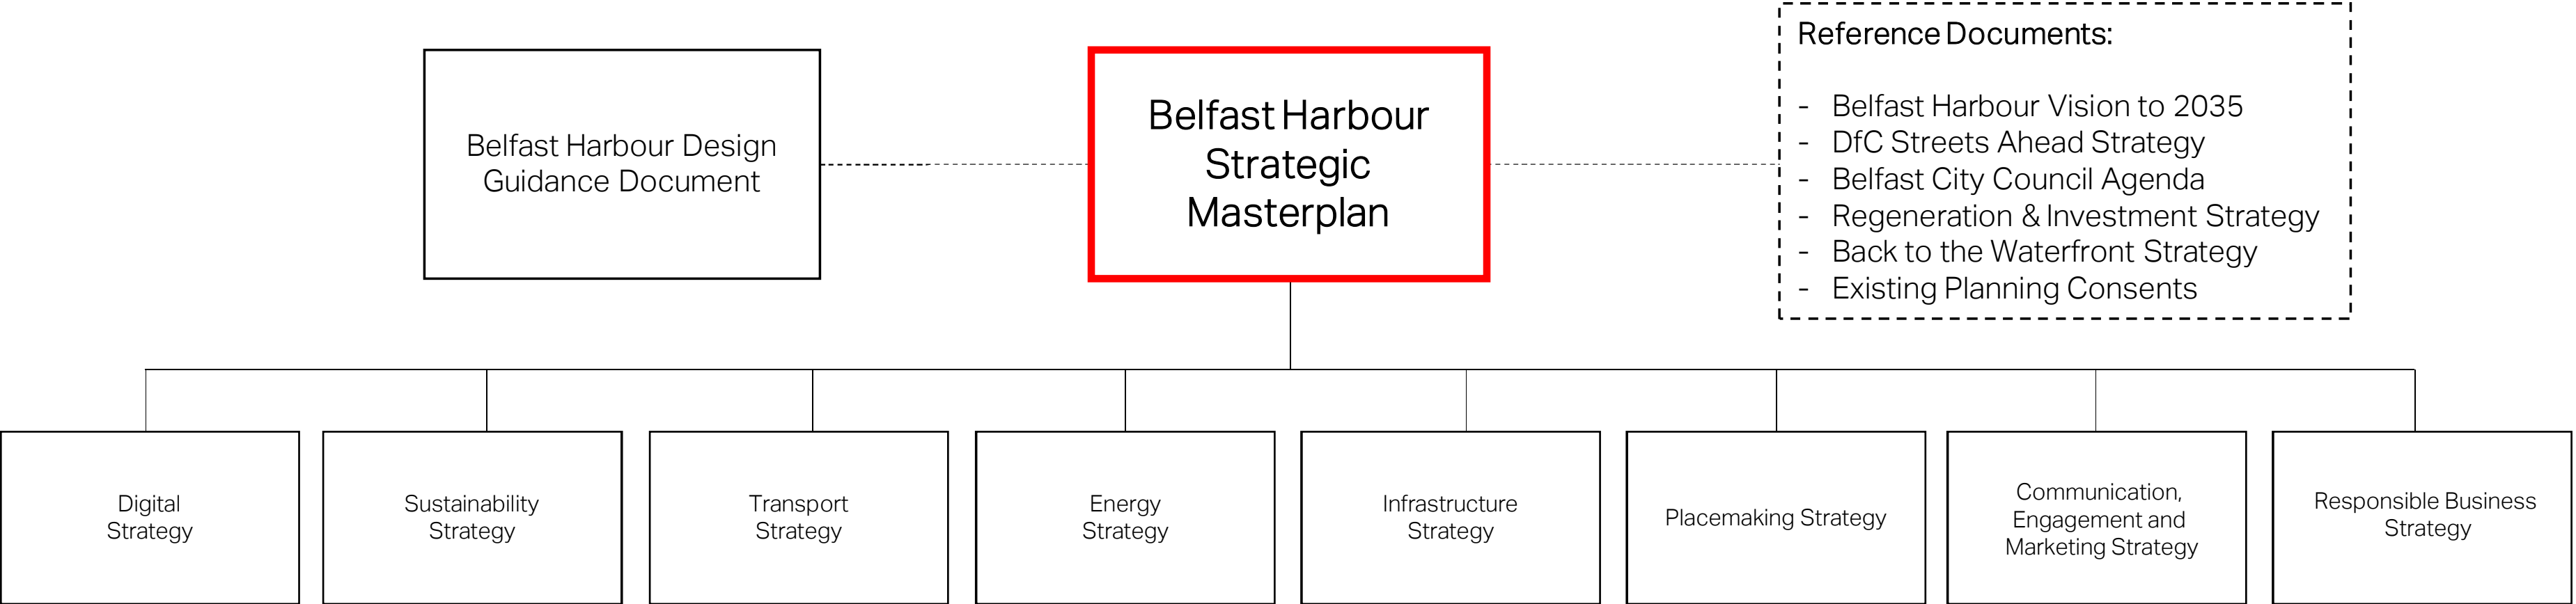 Belfast Harbour Design
Guidance Document
Belfast Harbour
Strategic
Masterplan
Reference Documents:
- Belfast Harbour Vision to 2035
- DfC Streets Ahead Strategy
- Belfast City Council Agenda
- Regeneration & Investment Strategy
- Back to the Waterfront Strategy
- Existing Planning Consents
Digital
Strategy
Sustainability
Strategy
Transport
Strategy
Energy
Strategy
Infrastructure
Strategy
Placemaking Strategy
Communication,
Engagement and
Marketing Strategy
Responsible Business
Strategy